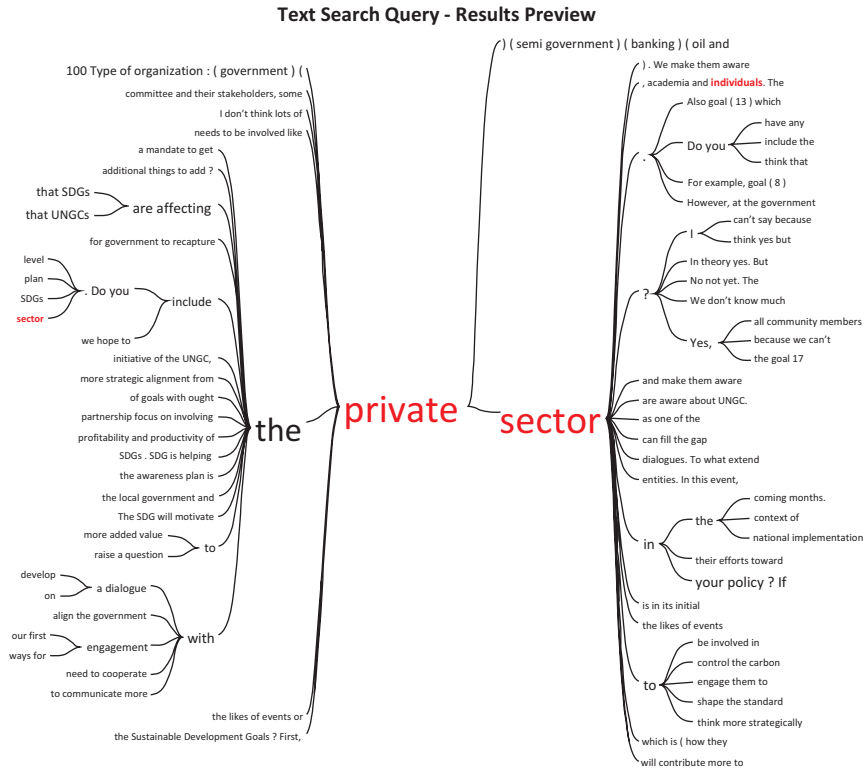 Text Search Query - Results Preview
) ( semi government ) ( banking ) ( oil and
100 Type of organization : ( government ) (
committee and their stakeholders, some
I don't think lots of
needs to be involved like
a mandate to get
additional things to add ?
that SDGs
that UNGCs
are affecting
for government to recapture
level
plan
SDGs
sector
. Do you
we hope to
include
initiative of the UNGC,
more strategic alignment from
of goals with ought
partnership focus on involving
profitability and productivity of
SDGs . SDG is helping
the awareness plan is
the local government and
The SDG will motivate
more added value
raise a question
to
develop
on
a dialogue
align the government
our first
ways for
engagement
need to cooperate
to communicate more
with
the
the likes of events or
the Sustainable Development Goals ? First,
private
sector
) . We make them aware
, academia and individuals. The
.
Also goal ( 13 ) which
Do you
have any
include the
think that
For example, goal ( 8 )
However, at the government
?
I
can't say because
think yes but
In theory yes. But
No not yet. The
We don't know much
Yes,
all community members
because we can't
the goal 17
and make them aware
are aware about UNGC.
as one of the
can fill the gap
dialogues. To what extend
entities. In this event,
in
the
coming months.
context of
national implementation
their efforts toward
your policy ? If
is in its initial
the likes of events
to
be involved in
control the carbon
engage them to
shape the standard
think more strategically
which is ( how they
will contribute more to